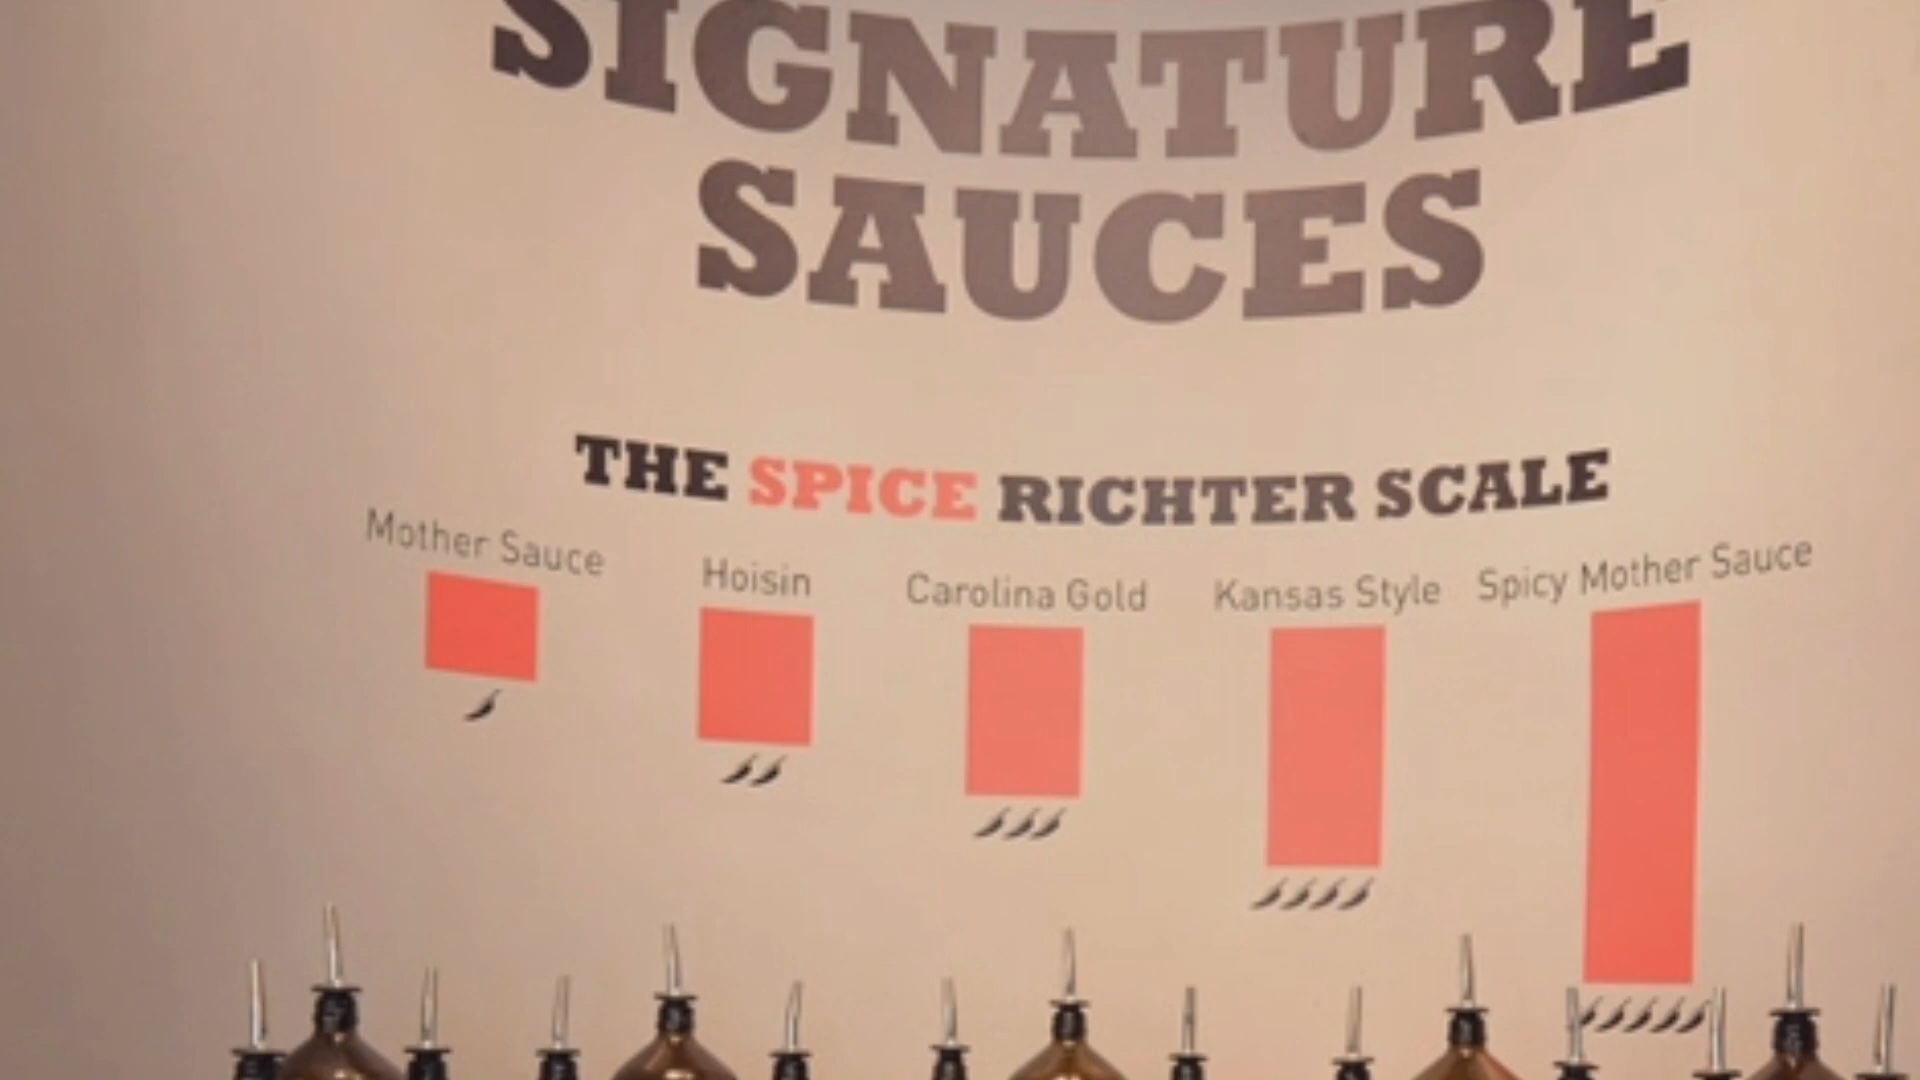 SIGNATURE
SAUCES
THE SPICE RICHTER SCALE
Mother Sauce
Hoisin
Carolina Gold
Kansas Style
Spicy Mother Sauce